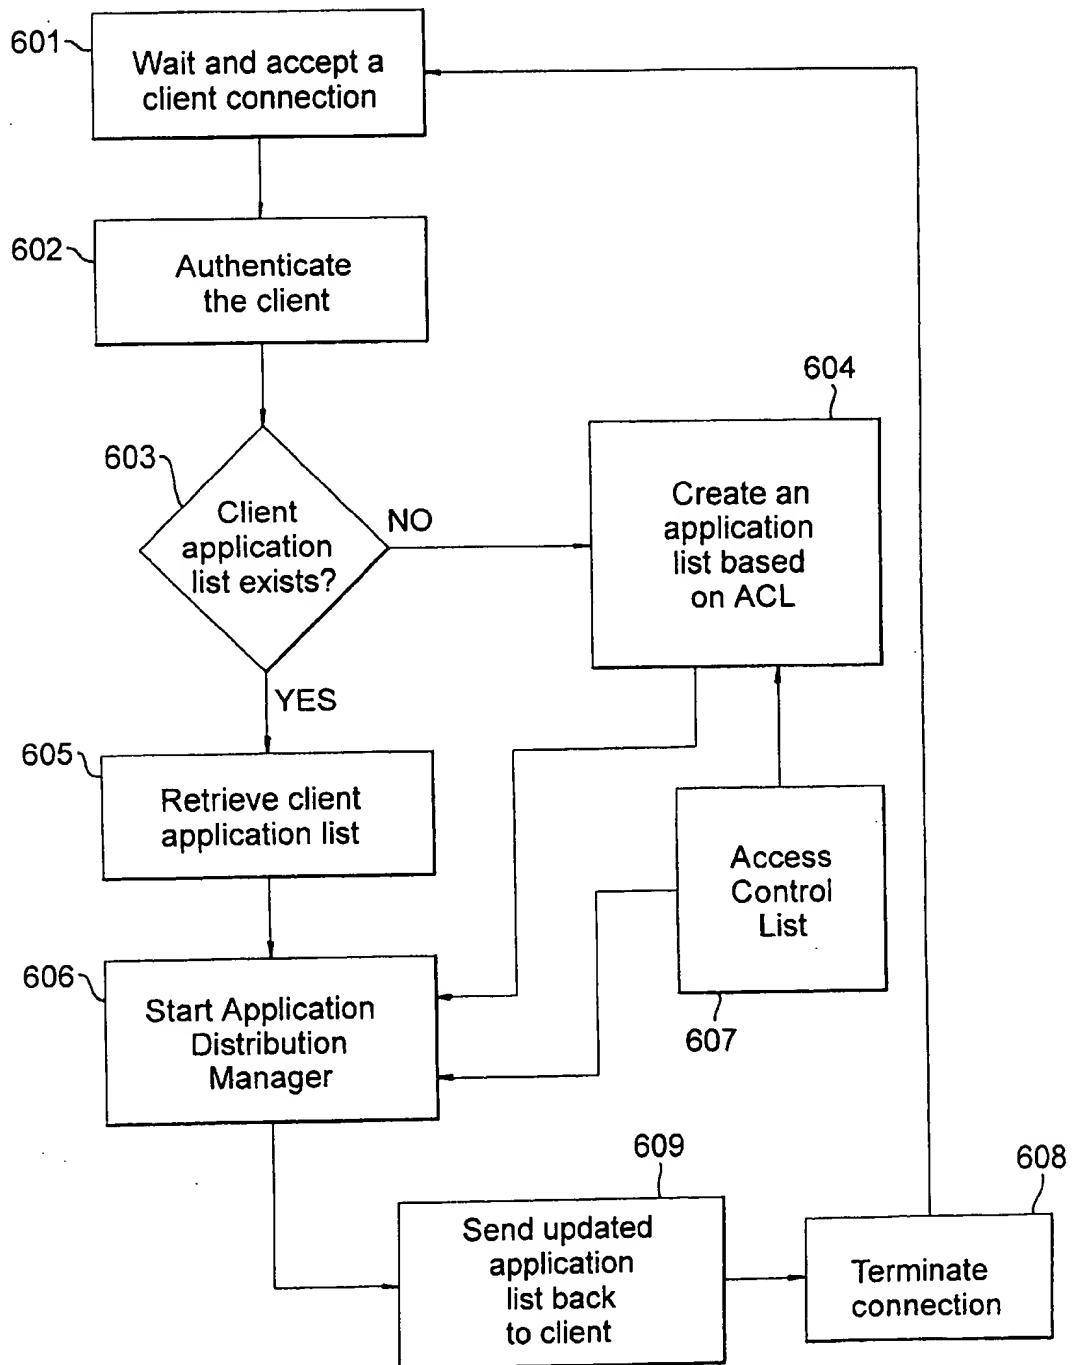 601
Wait and accept a
client connection
602
Authenticate
the client
603
Client
application
list exists?
NO
YES
604
Create an
application
list based
on ACL
605
Retrieve client
application list
Access
Control
List
607
606
Start Application
Distribution
Manager
609
Send updated
application
list back
to client
608
Terminate
connection